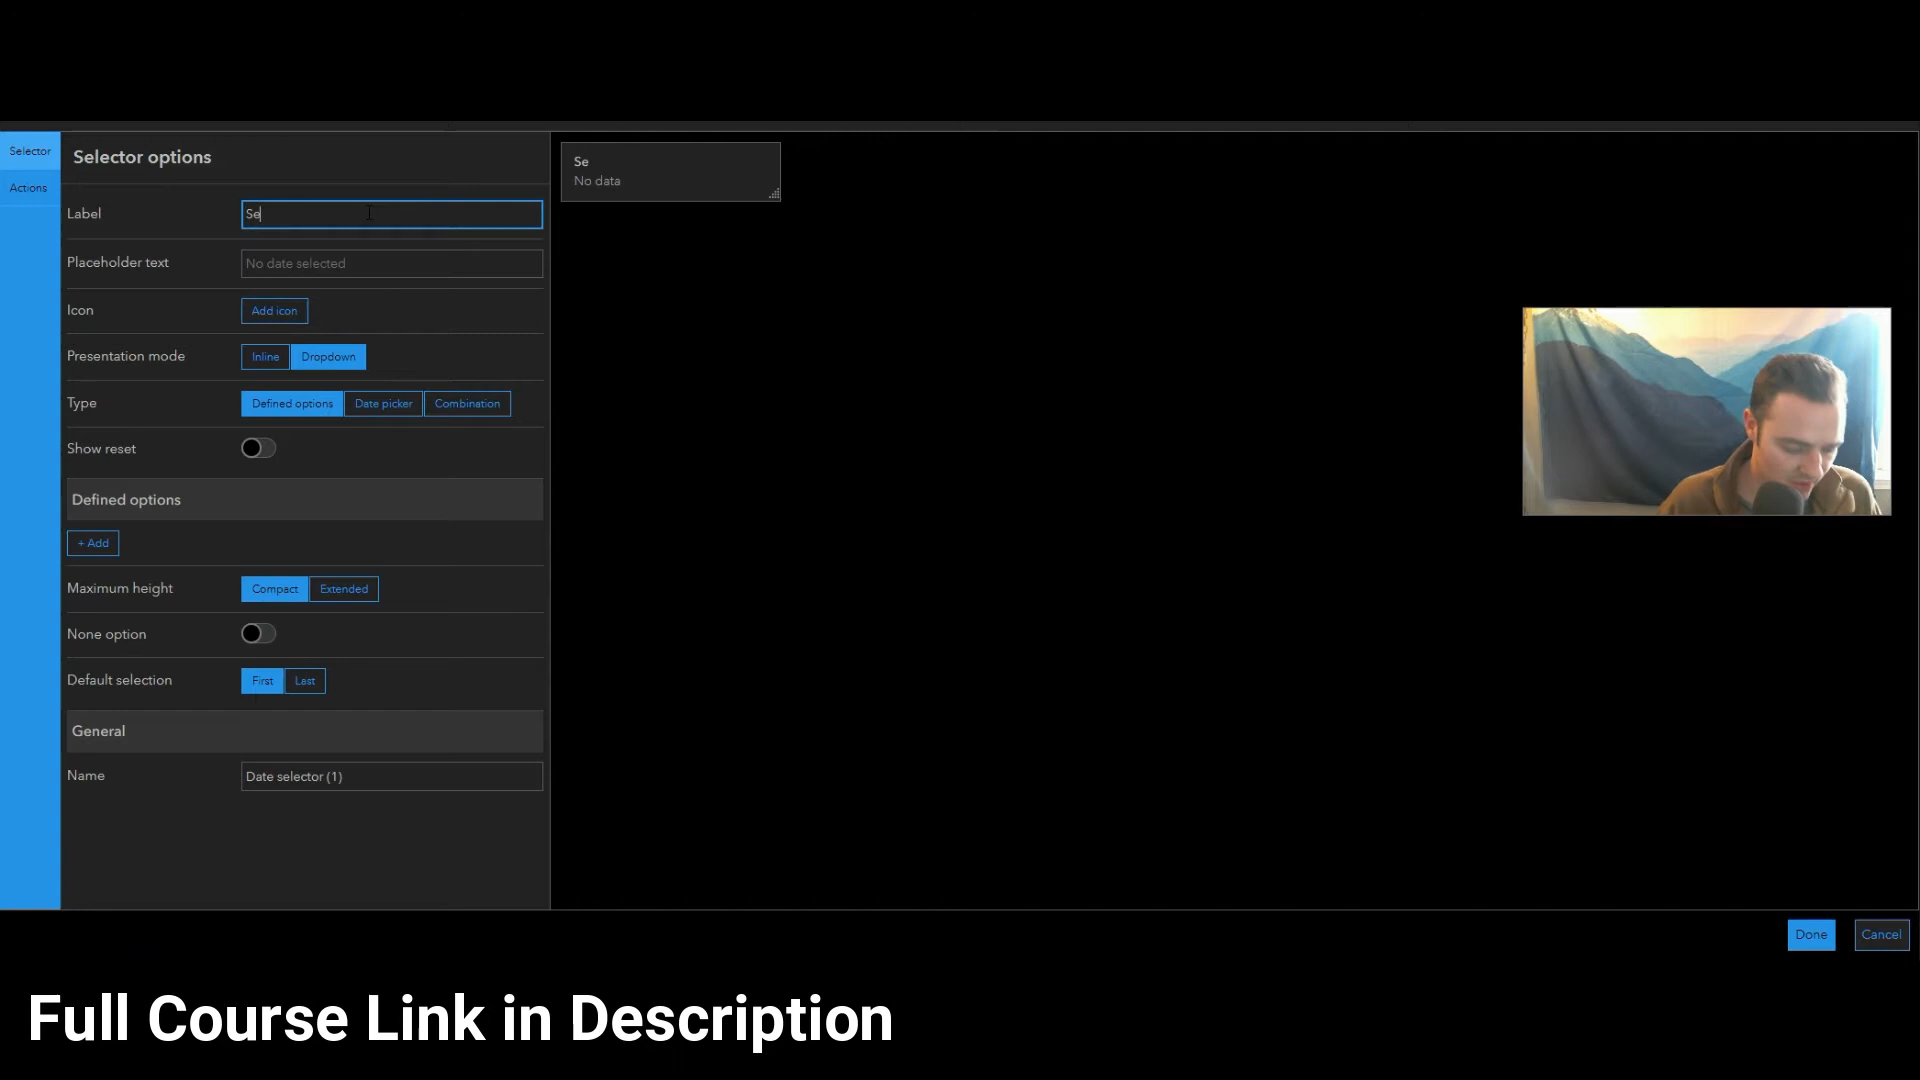 Selector
Actions
Selector options
Label
Se
Placeholder text
No date selected
Icon
Add icon
Presentation mode
Inline
Dropdown
Type
Defined options
Date picker
Combination
Show reset
Defined options
+ Add
Maximum height
Compact
Extended
None option
Default selection
First
Last
General
Name
Date selector (1)
Se
No data
Done
Cancel
Full Course Link in Description